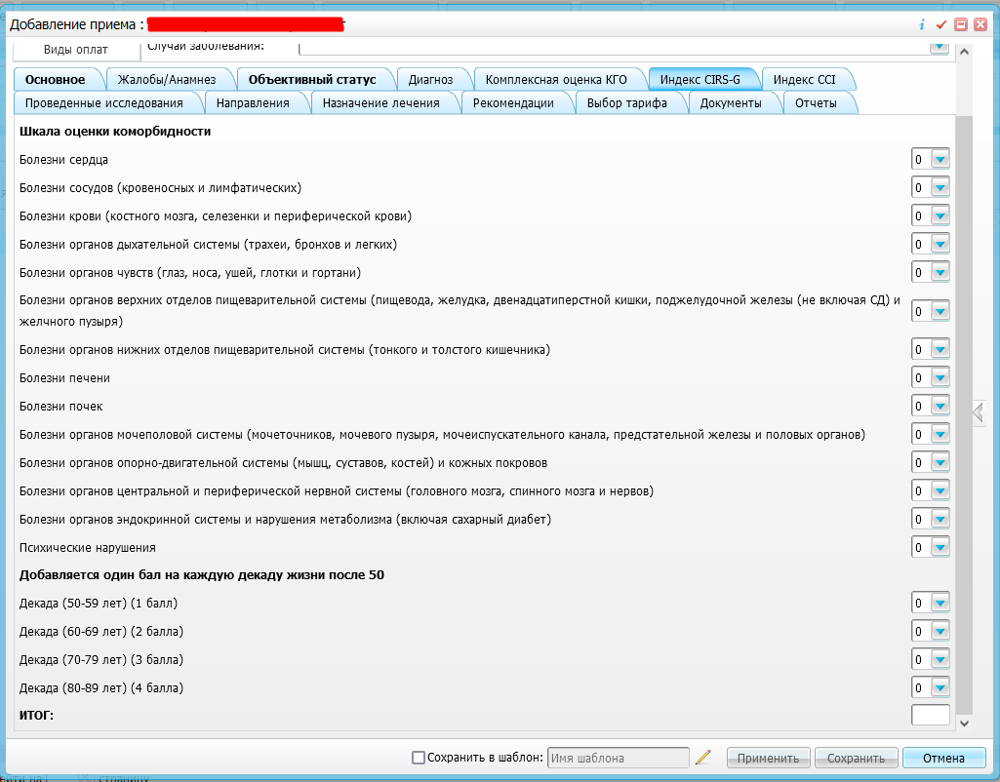 Добавление приема :
Виды оплат
Случаи заболевания:
Основное Жалобы/Анамнез Объективный статус Диагноз Комплексная оценка КГО Индекс CIRS-G Индекс CCI
Проведенные исследования Направления Назначение лечения Рекомендации Выбор тарифа Документы Отчеты
Шкала оценки коморбидности
Болезни сердца 0
Болезни сосудов (кровеносных и лимфатических) 0
Болезни крови (костного мозга, селезенки и периферической крови) 0
Болезни органов дыхательной системы (трахеи, бронхов и легких) 0
Болезни органов чувств (глаз, носа, ушей, глотки и гортани) 0
Болезни органов верхних отделов пищеварительной системы (пищевода, желудка, двенадцатиперстной кишки, поджелудочной железы (не включая СД) и
желчного пузыря) 0
Болезни органов нижних отделов пищеварительной системы (тонкого и толстого кишечника) 0
Болезни печени 0
Болезни почек 0
Болезни органов мочеполовой системы (мочеточников, мочевого пузыря, мочеиспускательного канала, предстательной железы и половых органов) 0
Болезни органов опорно-двигательной системы (мышц, суставов, костей) и кожных покровов 0
Болезни органов центральной и периферической нервной системы (головного мозга, спинного мозга и нервов) 0
Болезни органов эндокринной системы и нарушения метаболизма (включая сахарный диабет) 0
Психические нарушения 0
Добавляется один бал на каждую декаду жизни после 50
Декада (50-59 лет) (1 балл) 0
Декада (60-69 лет) (2 балла) 0
Декада (70-79 лет) (3 балла) 0
Декада (80-89 лет) (4 балла) 0
ИТОГ:
Сохранить в шаблон: Имя шаблона Применить Сохранить Отмена